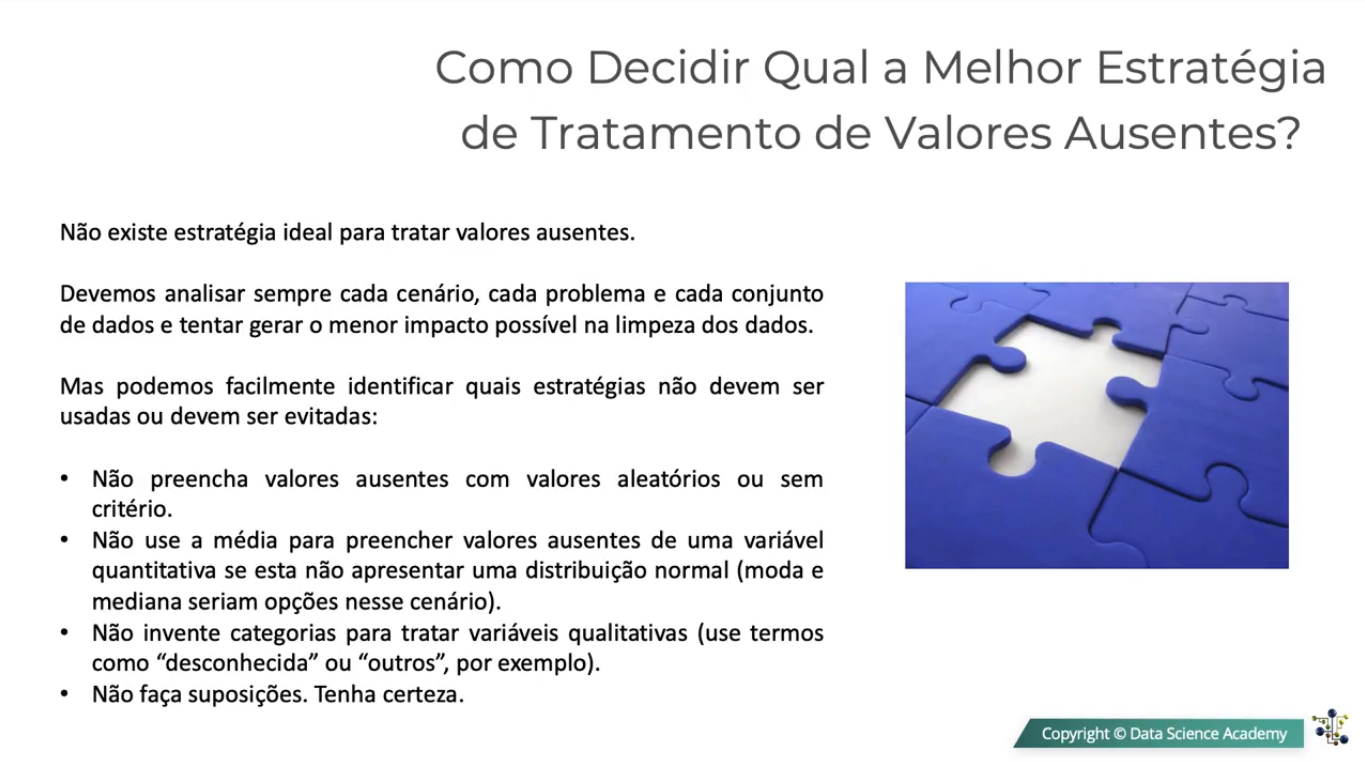 Como Decidir Qual a Melhor Estratégia
de Tratamento de Valores Ausentes?
Não existe estratégia ideal para tratar valores ausentes.
Devemos analisar sempre cada cenário, cada problema e cada conjunto
de dados e tentar gerar o menor impacto possível na limpeza dos dados.
Mas podemos facilmente identificar quais estratégias não devem ser
usadas ou devem ser evitadas:
• Não preencha valores ausentes com valores aleatórios ou sem
critério.
• Não use a média para preencher valores ausentes de uma variável
quantitativa se esta não apresentar uma distribuição normal (moda e
mediana seriam opções nesse cenário).
• Não invente categorias para tratar variáveis qualitativas (use termos
como “desconhecida” ou “outros”, por exemplo).
• Não faça suposições. Tenha certeza.
Copyright © Data Science Academy